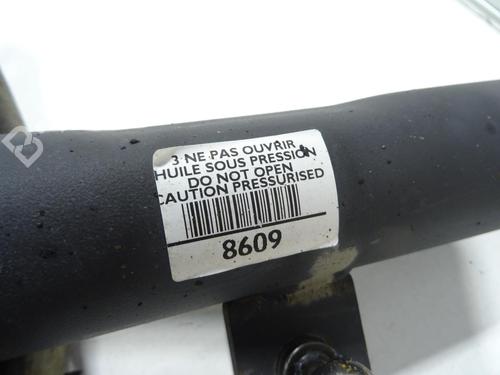 3 NE PAS OUVRIR
HUILE SOUS PRESSION
DO NOT OPEN
CAUTION PRESSURISED
8609